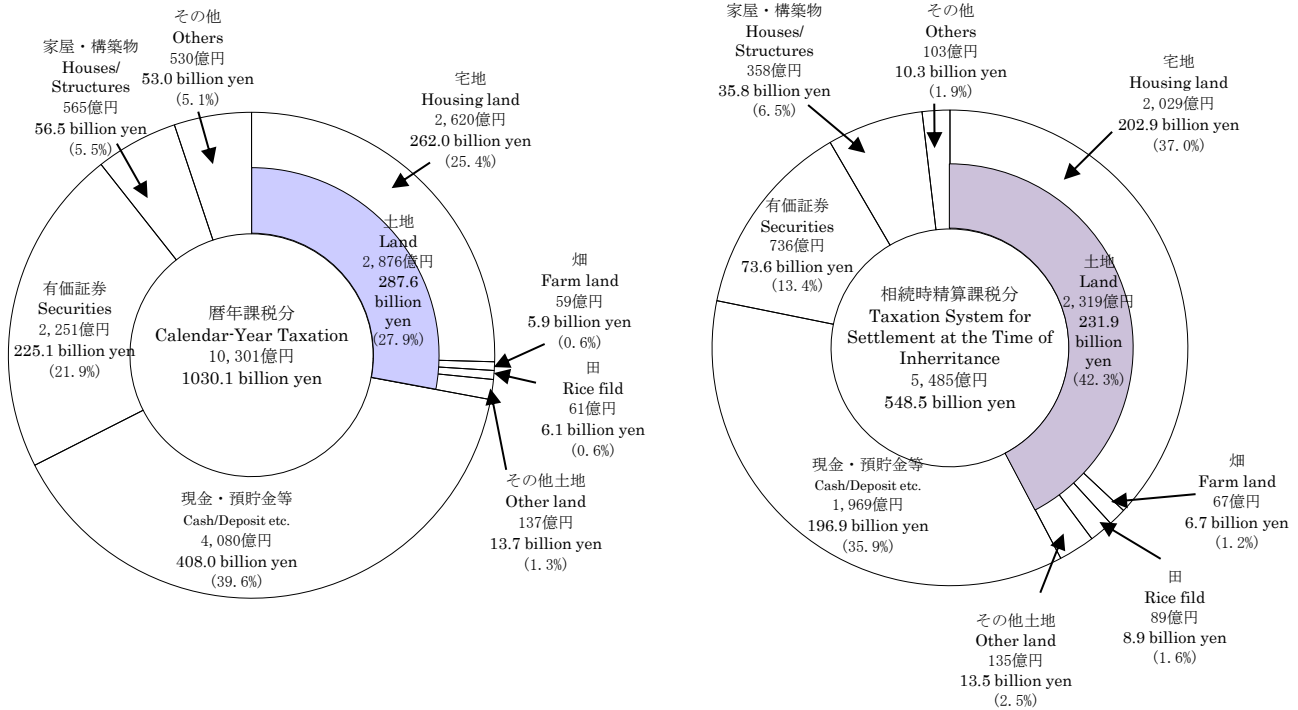 その他
Others
530億円
53.0 billion yen
(5.1%)
家屋・構築物
Houses/
Structures
565億円
56.5 billion yen
(5.5%)
宅地
Housing land
2,620億円
262.0 billion yen
(25.4%)
土地
Land
2,876億円
287.6
billion
yen
(27.9%)
畑
Farm land
59億円
5.9 billion yen
(0.6%)
田
Rice fild
61億円
6.1 billion yen
(0.6%)
その他土地
Other land
137億円
13.7 billion yen
(1.3%)
有価証券
Securities
2,251億円
225.1 billion yen
(21.9%)
暦年課税分
Calendar-Year Taxation
10,301億円
1030.1 billion yen
現金・預貯金等
Cash/Deposit etc.
4,080億円
408.0 billion yen
(39.6%)
家屋・構築物
Houses/
Structures
358億円
35.8 billion yen
(6.5%)
その他
Others
103億円
10.3 billion yen
(1.9%)
宅地
Housing land
2,029億円
202.9 billion yen
(37.0%)
有価証券
Securities
736億円
73.6 billion yen
(13.4%)
相続時精算課税分
Taxation System for
Settlement at the Time of
Inherritance
5,485億円
548.5 billion yen
土地
Land
2,319億円
231.9
billion
yen
(42.3%)
現金・預貯金等
Cash/Deposit etc.
1,969億円
196.9 billion yen
(35.9%)
畑
Farm land
67億円
6.7 billion yen
(1.2%)
田
Rice fild
89億円
8.9 billion yen
(1.6%)
その他土地
Other land
135億円
13.5 billion yen
(2.5%)